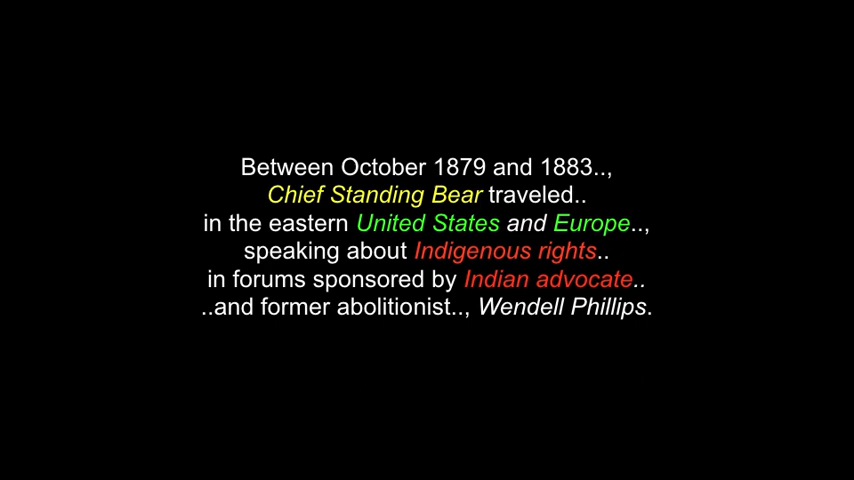 Between October 1879 and 1883..,
Chief Standing Bear traveled..
in the eastern United States and Europe..,
speaking about Indigenous rights..
in forums sponsored by Indian advocate..
..and former abolitionist.., Wendell Phillips.